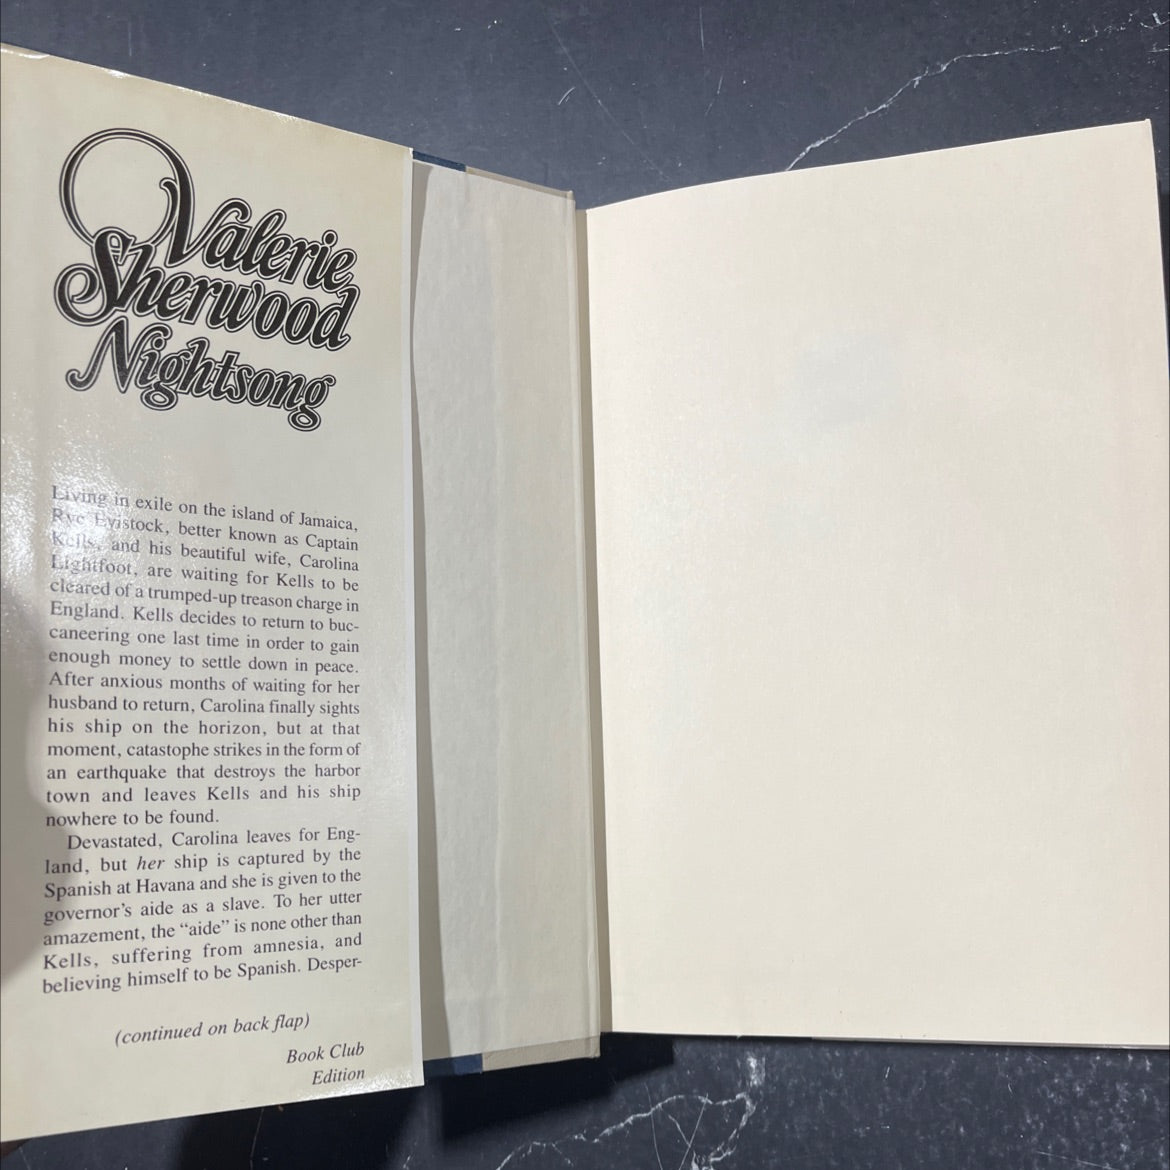 Valerie
Sherwood
Nightsong
Living in exile on the island of Jamaica,
Rye Evistock, better known as Captain
Kells, and his beautiful wife, Carolina
Lightfoot, are waiting for Kells to be
cleared of a trumped-up treason charge in
England. Kells decides to return to buc-
caneering one last time in order to gain
enough money to settle down in peace.
After anxious months of waiting for her
husband to return, Carolina finally sights
his ship on the horizon, but at that
moment, catastophe strikes in the form of
an earthquake that destroys the harbor
town and leaves Kells and his ship
nowhere to be found.
Devastated, Carolina leaves for Eng-
land, but her ship is captured by the
Spanish at Havana and she is given to the
governor's aide as a slave. To her utter
amazement, the “aide” is none other than
Kells, suffering from amnesia, and
believing himself to be Spanish. Desper-
(continued on back flap)
Book Club
Edition